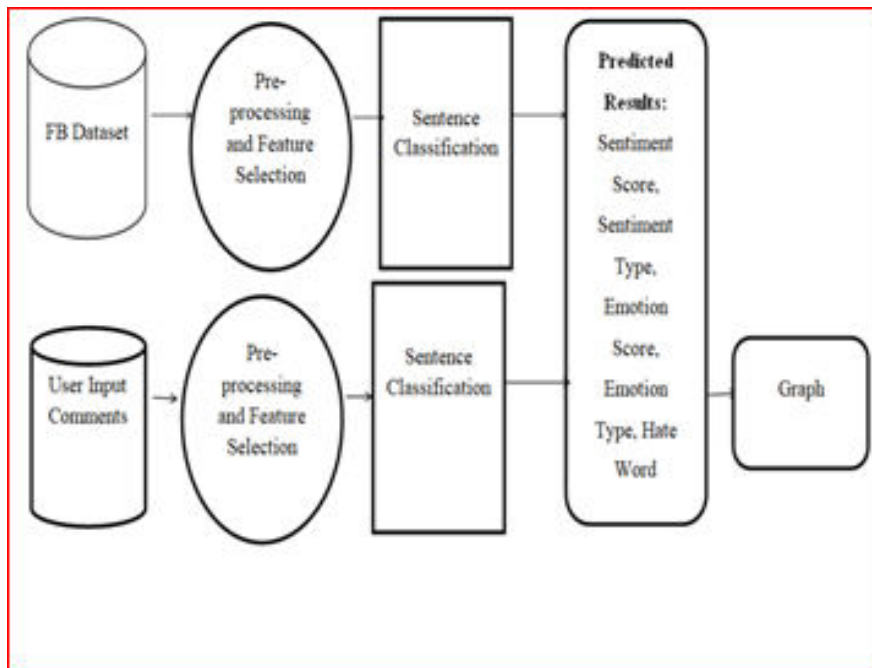 FB Dataset
Pre-
processing
and Feature
Selection
Sentence
Classification
Predicted
Results:
Sentiment
Score,
Sentiment
Type,
Emotion
Score,
Emotion
Type, Hate
Word
User Input
Comments
Pre-
processing
and Feature
Selection
Sentence
Classification
Graph